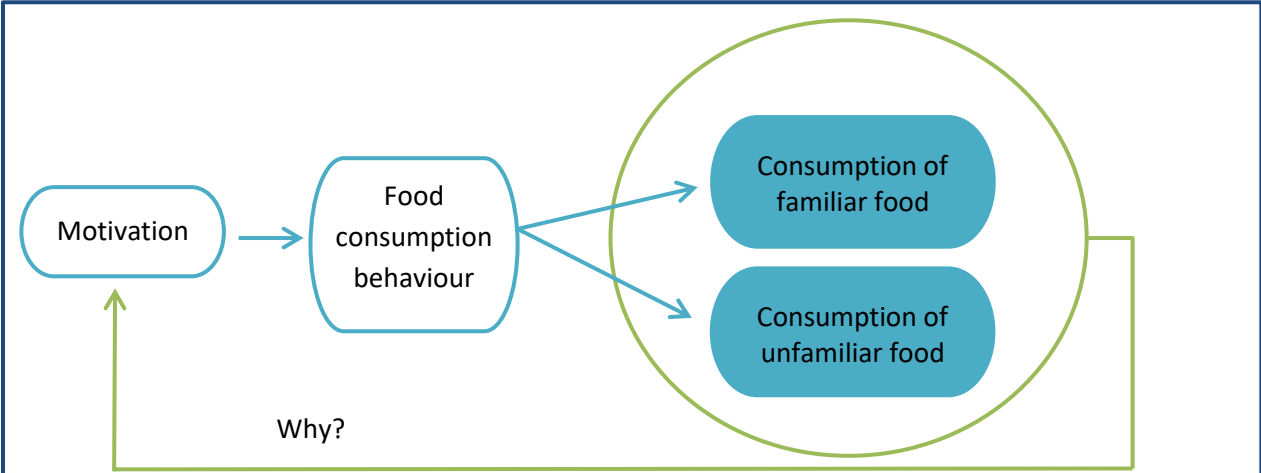 Motivation
Food
consumption
behaviour
Consumption of
familiar food
Consumption of
unfamiliar food
Why?